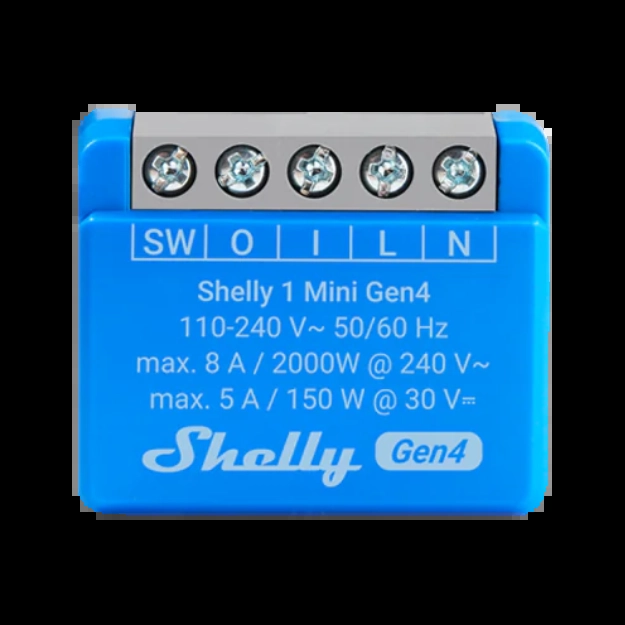 SW O I L N
Shelly 1 Mini Gen4
110-240 V~ 50/60 Hz
max. 8 A / 2000W @ 240 V~
max. 5 A / 150 W @ 30 V⎓
Shelly Gen4